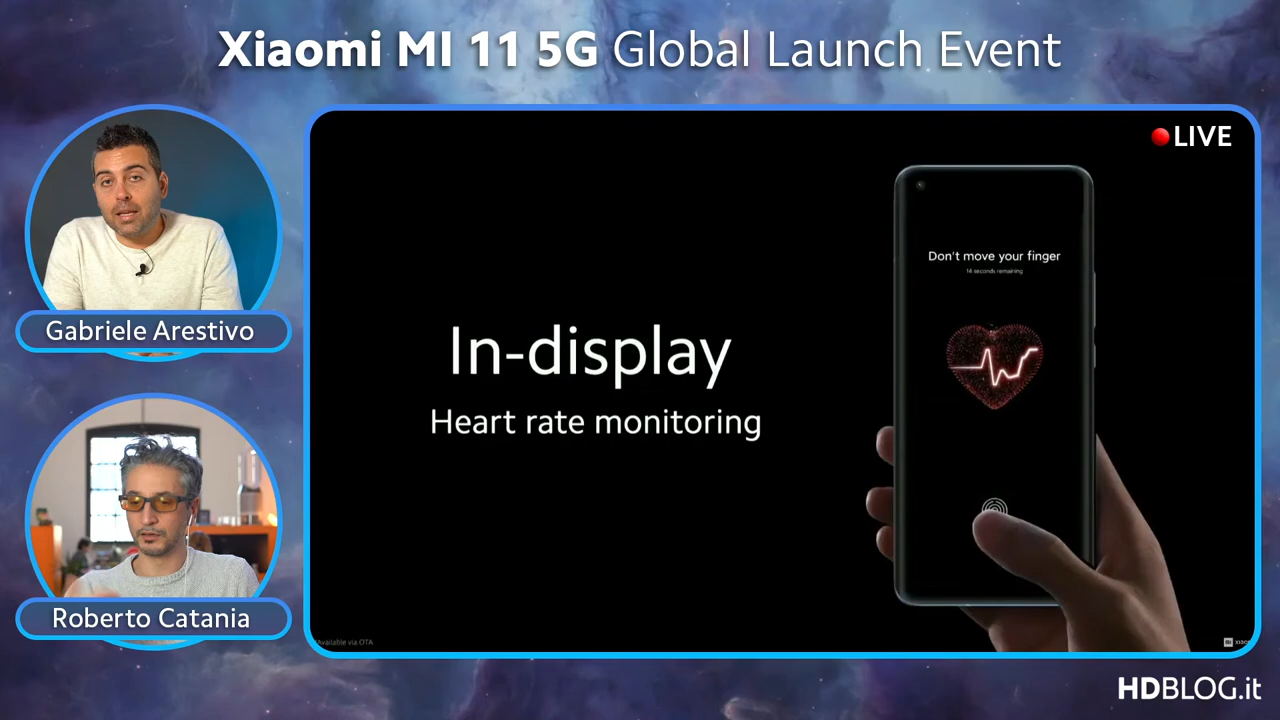 Xiaomi MI 11 5G Global Launch Event
LIVE
Gabriele Arestivo
Roberto Catania
In-display
Heart rate monitoring
Don't move your finger
14 seconds remaining
*Available via OTA
HDBLOG.it